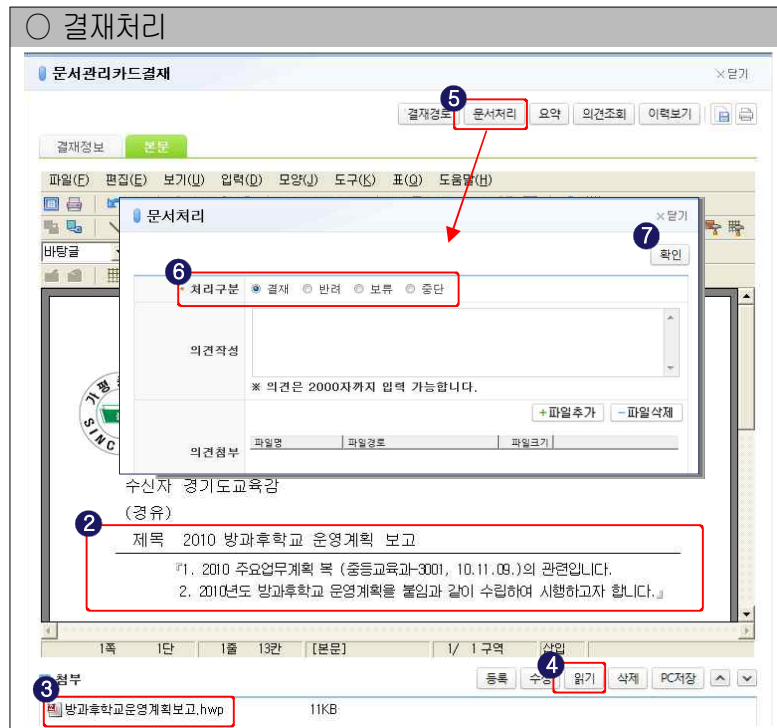 ○ 결재처리
문서관리카드결재 ×닫기
5
결재경로 문서처리 요약 의견조회 이력보기
결재정보 본문
파일(F) 편집(E) 보기(U) 입력(D) 모양(J) 도구(K) 표(Q) 도움말(H)
문서처리 ×닫기
7
바탕글
확인
6
* 처리구분 결재 반려 보류 중단
의견작성
※ 의견은 2000자까지 입력 가능합니다.
+파일추가 -파일삭제
의견첨부 파일명 파일경로 파일크기
SINC
수신자 경기도교육감
(경유)
2
제목 2010 방과후학교 운영계획 보고
『1. 2010 주요업무계획 복 (중등교육과-3001, 10.11.09.)의 관련입니다.
2. 2010년도 방과후학교 운영계획을 붙임과 같이 수립하여 시행하고자 합니다.』
1쪽 1단 1줄 13칸 [본문] 1/ 1 구역 삽입
4
첨부 등록 수정 읽기 삭제 PC저장
3
방과후학교운영계획보고.hwp 11KB